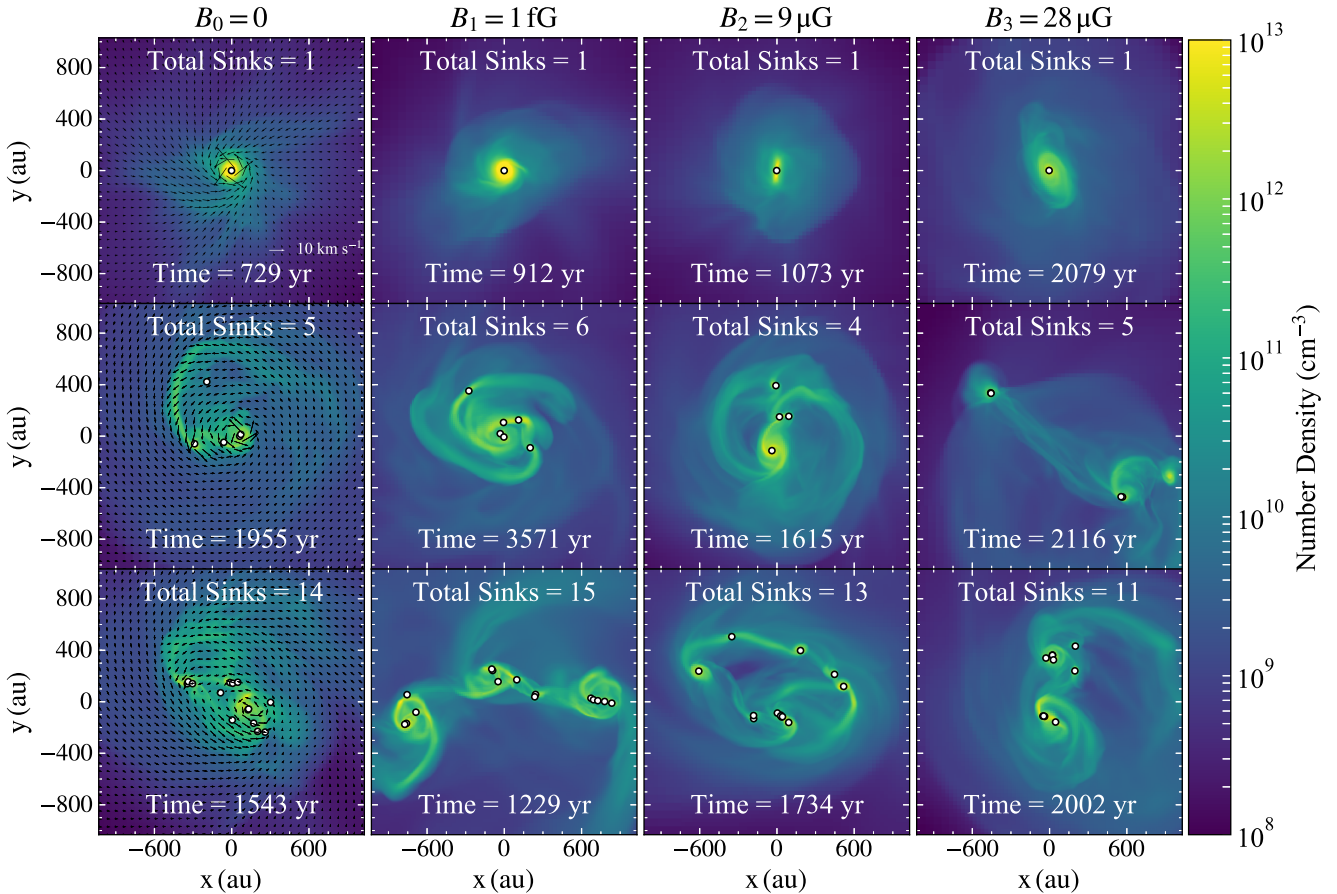 B₀ = 0
B₁ = 1 fG
B₂ = 9 μG
B₃ = 28 μG
Total Sinks = 1
Total Sinks = 1
Total Sinks = 1
Total Sinks = 1
10 km s⁻¹
Time = 729 yr
Time = 912 yr
Time = 1073 yr
Time = 2079 yr
800
400
0
−400
−800
y (au)
Total Sinks = 5
Total Sinks = 6
Total Sinks = 4
Total Sinks = 5
Time = 1955 yr
Time = 3571 yr
Time = 1615 yr
Time = 2116 yr
800
400
0
−400
−800
y (au)
Total Sinks = 14
Total Sinks = 15
Total Sinks = 13
Total Sinks = 11
Time = 1543 yr
Time = 1229 yr
Time = 1734 yr
Time = 2002 yr
800
400
0
−400
−800
y (au)
−600 0 600
−600 0 600
−600 0 600
−600 0 600
x (au)
x (au)
x (au)
x (au)
10¹³
10¹²
10¹¹
10¹⁰
10⁹
10⁸
Number Density (cm⁻³)